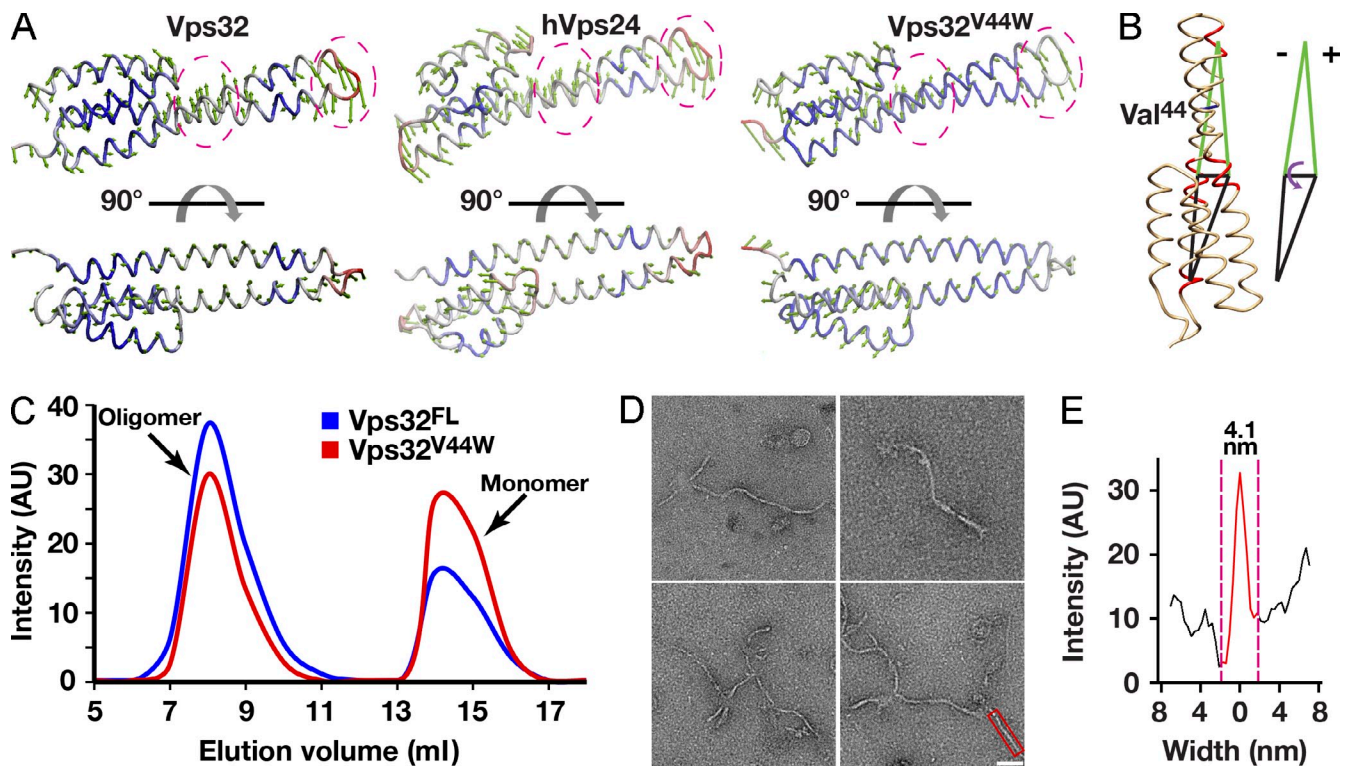 A
Vps32
hVps24
Vps32V44W
90°
90°
90°
B
- +
Val44
C
Intensity (AU)
40
30
20
10
0
Oligomer
Monomer
Vps32FL
Vps32V44W
5 7 9 11 13 15 17
Elution volume (ml)
D
E
4.1
nm
Intensity (AU)
30
20
10
0
8 4 0 4 8
Width (nm)